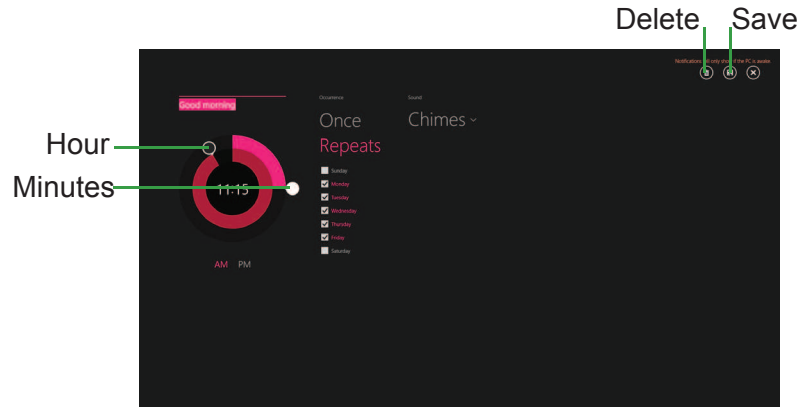 Delete Save
Notifications will only show if the PC is awake.
Good morning
Occurrence
Sound
Once
Chimes
Repeats
Hour
Minutes
11:15
Sunday
Monday
Tuesday
Wednesday
Thursday
Friday
Saturday
AM PM